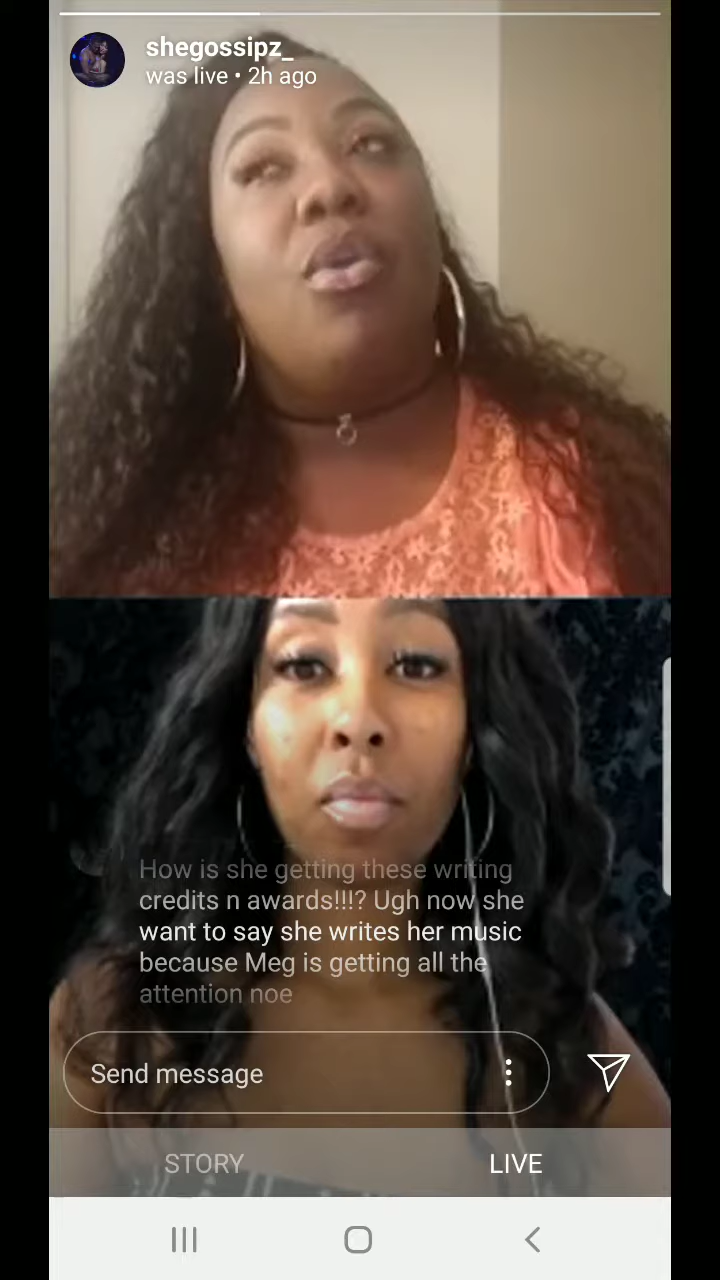 shegossipz_
was live • 2h ago
How is she getting these writing
credits n awards!!!? Ugh now she
want to say she writes her music
because Meg is getting all the
attention noe
Send message
STORY
LIVE